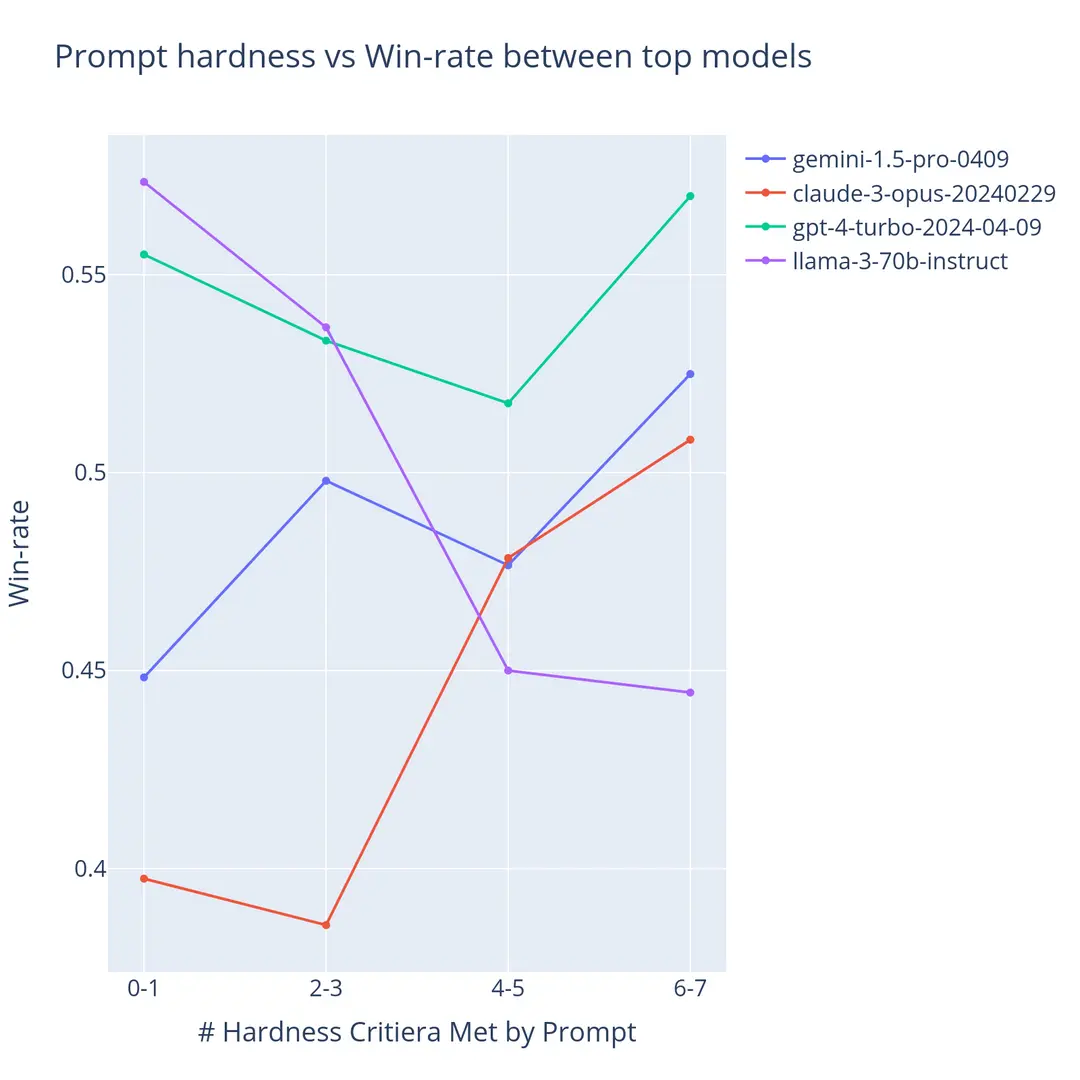 Prompt hardness vs Win-rate between top models
gemini-1.5-pro-0409
claude-3-opus-20240229
gpt-4-turbo-2024-04-09
llama-3-70b-instruct
Win-rate
0.55
0.5
0.45
0.4
0-1
2-3
4-5
6-7
# Hardness Critiera Met by Prompt